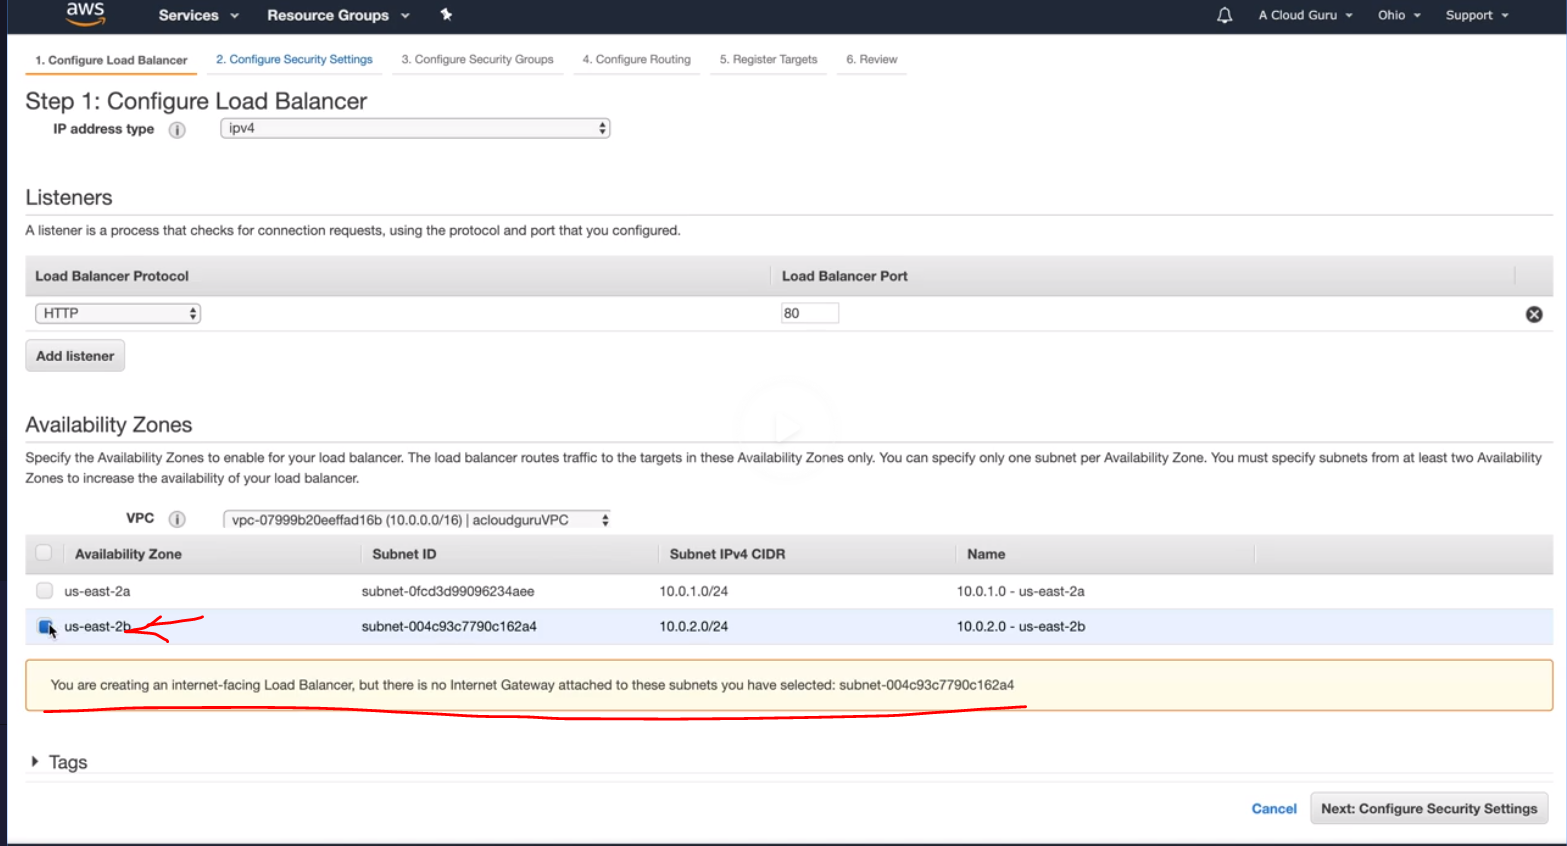 aws Services Resource Groups A Cloud Guru Ohio Support
1. Configure Load Balancer 2. Configure Security Settings 3. Configure Security Groups 4. Configure Routing 5. Register Targets 6. Review
Step 1: Configure Load Balancer
IP address type i ipv4
Listeners
A listener is a process that checks for connection requests, using the protocol and port that you configured.
Load Balancer Protocol Load Balancer Port
HTTP 80
Add listener
Availability Zones
Specify the Availability Zones to enable for your load balancer. The load balancer routes traffic to the targets in these Availability Zones only. You can specify only one subnet per Availability Zone. You must specify subnets from at least two Availability
Zones to increase the availability of your load balancer.
VPC i vpc-07999b20eeffad16b (10.0.0.0/16) | acloudguruVPC
Availability Zone Subnet ID Subnet IPv4 CIDR Name
us-east-2a subnet-0fcd3d99096234aee 10.0.1.0/24 10.0.1.0 - us-east-2a
us-east-2b subnet-004c93c7790c162a4 10.0.2.0/24 10.0.2.0 - us-east-2b
You are creating an internet-facing Load Balancer, but there is no Internet Gateway attached to these subnets you have selected: subnet-004c93c7790c162a4
Tags
Cancel Next: Configure Security Settings